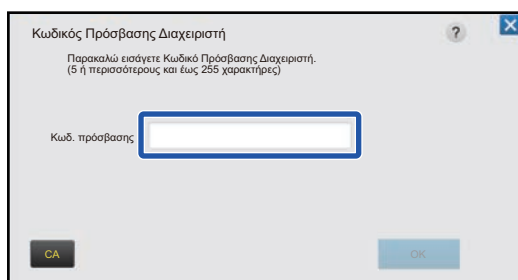 Κωδικός Πρόσβασης Διαχειριστή
?
Παρακαλώ εισάγετε Κωδικό Πρόσβασης Διαχειριστή.
(5 ή περισσότερους και έως 255 χαρακτήρες)
Κωδ. πρόσβασης
CA
OK